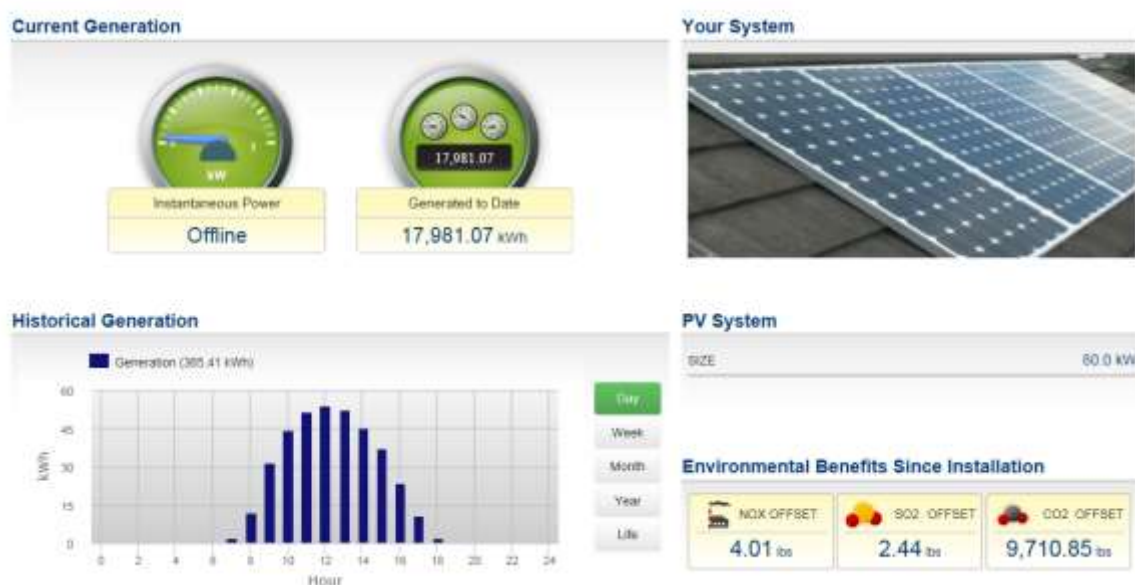 Current Generation
Your System
0
1
kW
17,981.07
Instantaneous Power
Offline
Generated to Date
17,981.07 kWh
Historical Generation
PV System
Generation (365.41 kWh)
SIZE
60.0 kW
60
45
30
15
0
kWh
0 2 4 6 8 10 12 14 16 18 20 22 24
Hour
Day
Week
Month
Year
Life
Environmental Benefits Since Installation
NOX OFFSET
4.01 lbs
SO2 OFFSET
2.44 lbs
CO2 OFFSET
9,710.85 lbs